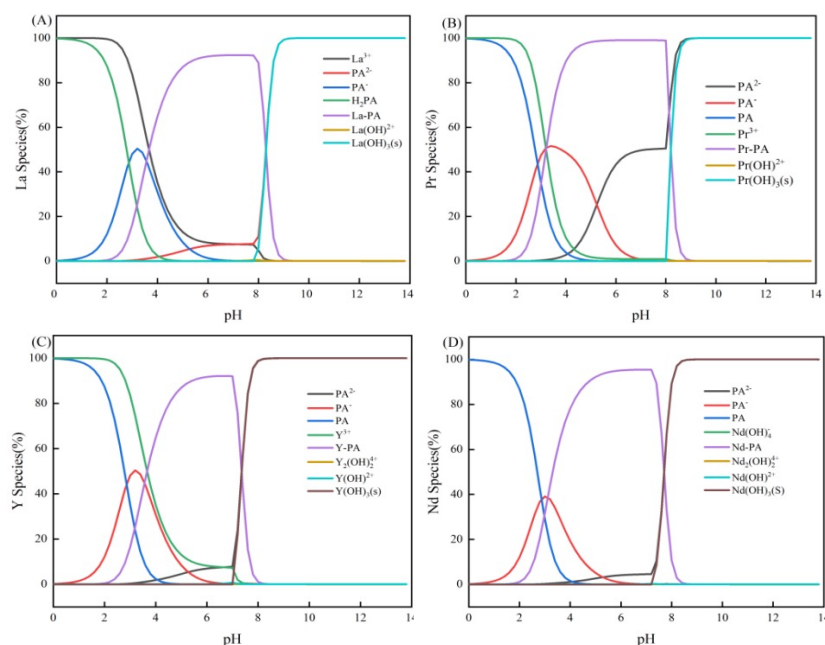 (A)
100
80
60
40
20
0
La Species(%)
0 2 4 6 8 10 12 14
pH
La³⁺
PA²⁻
PA⁻
H₂PA
La-PA
La(OH)²⁺
La(OH)₃(s)
(B)
100
80
60
40
20
0
Pr Species(%)
0 2 4 6 8 10 12 14
pH
PA²⁻
PA⁻
PA
Pr³⁺
Pr-PA
Pr(OH)²⁺
Pr(OH)₃(s)
(C)
100
80
60
40
20
0
Y Species(%)
0 2 4 6 8 10 12 14
pH
PA²⁻
PA⁻
PA
Y³⁺
Y-PA
Y₂(OH)₂⁴⁺
Y(OH)²⁺
Y(OH)₃(s)
(D)
100
80
60
40
20
0
Nd Species(%)
0 2 4 6 8 10 12 14
pH
PA²⁻
PA⁻
PA
Nd(OH)₄⁻
Nd-PA
Nd₂(OH)₂⁴⁺
Nd(OH)²⁺
Nd(OH)₃(S)